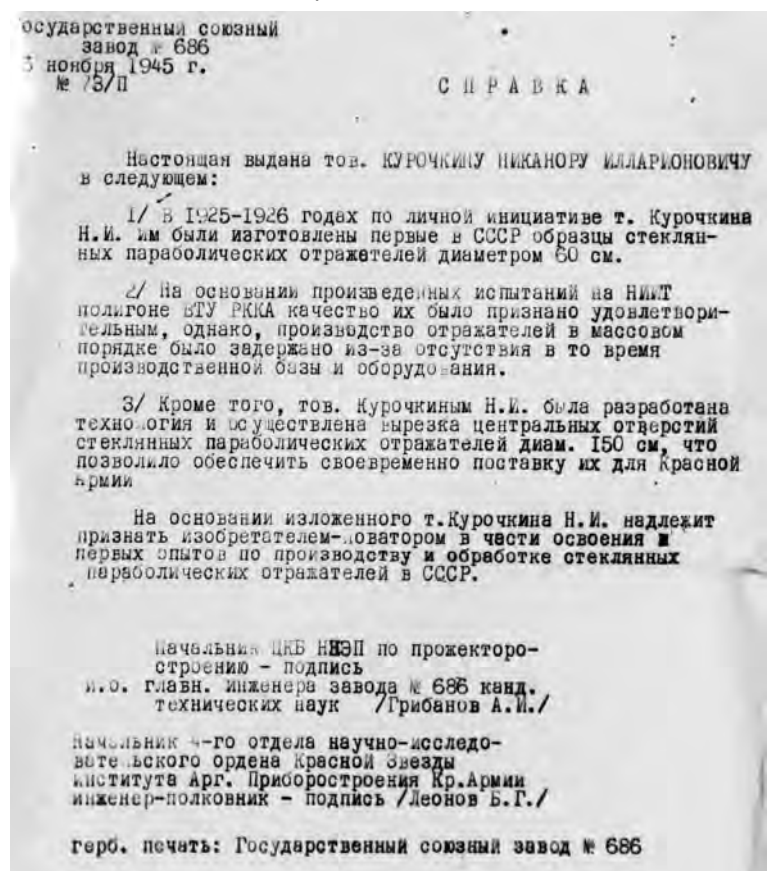 осударственный союзный
завод № 686
ноября 1945 г.
№ 73/П
СПРАВКА
Настоящая выдана тов. КУРОЧКИНУ НИКАНОРУ ИЛЛАРИОНОВИЧУ
в следующем:
1/ В 1925-1926 годах по личной инициативе т. Курочкина
Н.И. им были изготовлены первые в СССР образцы стеклян-
ных параболических отражателей диаметром 60 см.
2/ На основании произведенных испытаний на НИИТ
полигоне ВТУ РККА качество их было признано удовлетвори-
тельным, однако, производство отражателей в массовом
порядке было задержано из-за отсутствия в то время
производственной базы и оборудования.
3/ Кроме того, тов. Курочкиным Н.И. была разработана
технология и осуществлена вырезка центральных отверстий
стеклянных параболических отражателей диам. 150 см, что
позволило обеспечить своевременно поставку их для Красной
Армии
На основании изложенного т.Курочкина Н.И. надлежит
признать изобретателем-новатором в части освоения и
первых опытов по производству и обработке стеклянных
параболических отражателей в СССР.
Начальник ЦКБ НКЭП по прожекторо-
строению - подпись
и.о. главн. инженера завода № 686 канд.
технических наук /Грибанов А.И./
Начальник 4-го отдела научно-исследо-
вательского ордена Красной Звезды
института Арт. Приборостроения Кр.Армии
инженер-полковник - подпись /Леонов Б.Г./
герб. печать: Государственный союзный завод № 686